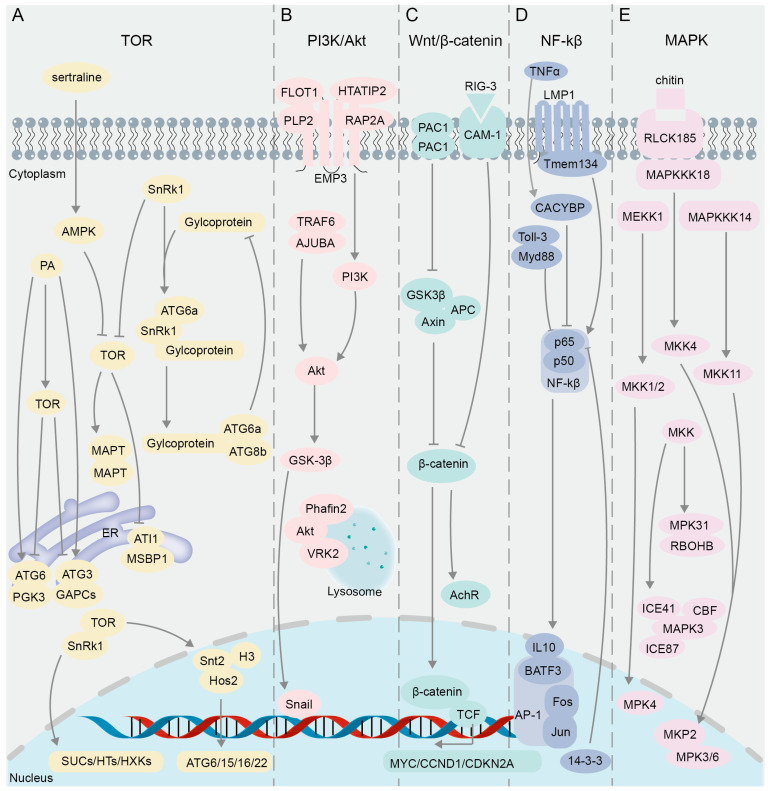 A
B
C
D
E
TOR
PI3K/Akt
Wnt/β-catenin
NF-kβ
MAPK
sertraline
Cytoplasm
SnRk1
Gylcoprotein
AMPK
PA
ATG6a
SnRk1
Gylcoprotein
TOR
TOR
MAPT
MAPT
Gylcoprotein
ATG6a
ATG8b
ER
ATI1
MSBP1
ATG6
PGK3
ATG3
GAPCs
TOR
SnRk1
Snt2
H3
Hos2
SUCs/HTs/HXKs
ATG6/15/16/22
Nucleus
FLOT1
HTATIP2
PLP2
RAP2A
EMP3
TRAF6
AJUBA
PI3K
Akt
GSK-3β
Phafin2
Akt
VRK2
Lysosome
Snail
RIG-3
PAC1
PAC1
CAM-1
GSK3β
APC
Axin
β-catenin
AchR
β-catenin
TCF
MYC/CCND1/CDKN2A
TNFα
LMP1
Tmem134
CACYBP
Toll-3
Myd88
p65
p50
NF-kβ
IL10
BATF3
AP-1
Fos
Jun
14-3-3
chitin
RLCK185
MAPKKK18
MEKK1
MAPKKK14
MKK4
MKK1/2
MKK11
MKK
MPK31
RBOHB
ICE41
CBF
MAPK3
ICE87
MPK4
MKP2
MPK3/6